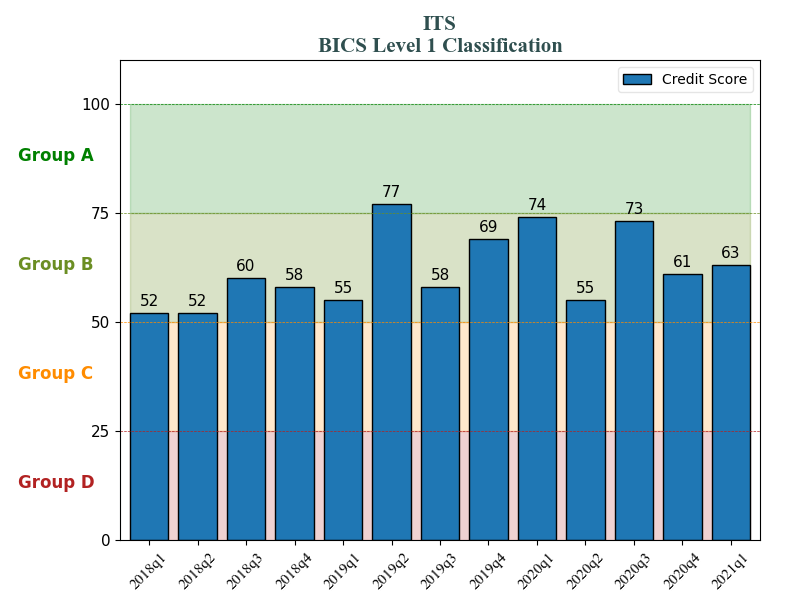 ITS
BICS Level 1 Classification
Credit Score
100
Group A
77
75
74
73
69
Group B
63
61
60
58
58
55
55
52
52
50
Group C
25
Group D
0
2018q1
2018q2
2018q3
2018q4
2019q1
2019q2
2019q3
2019q4
2020q1
2020q2
2020q3
2020q4
2021q1